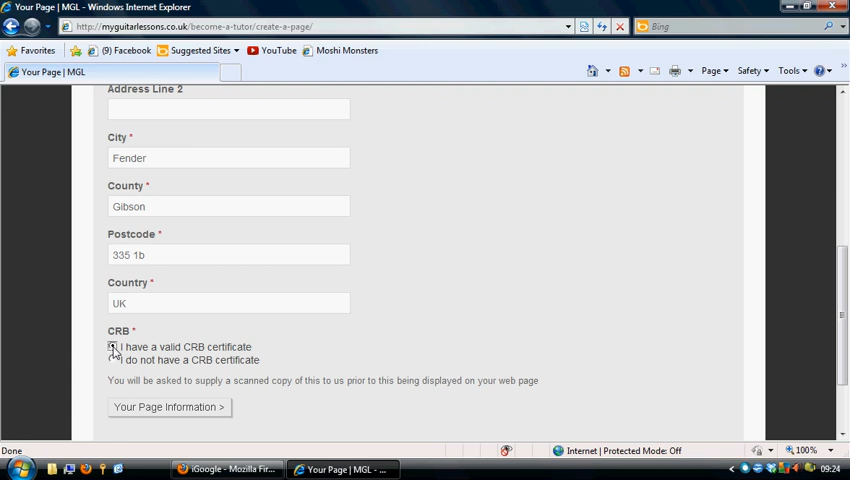 Your Page | MGL - Windows Internet Explorer
http://myguitarlessons.co.uk/become-a-tutor/create-a-page/
Bing
Favorites
(9) Facebook
Suggested Sites
YouTube
Moshi Monsters
Your Page | MGL
Page
Safety
Tools
Address Line 2
City *
Fender
County *
Gibson
Postcode *
335 1b
Country *
UK
CRB *
I have a valid CRB certificate
I do not have a CRB certificate
You will be asked to supply a scanned copy of this to us prior to this being displayed on your web page
Your Page Information >
Done
Internet | Protected Mode: Off
100%
iGoogle - Mozilla Fir...
Your Page | MGL - ...
09:24